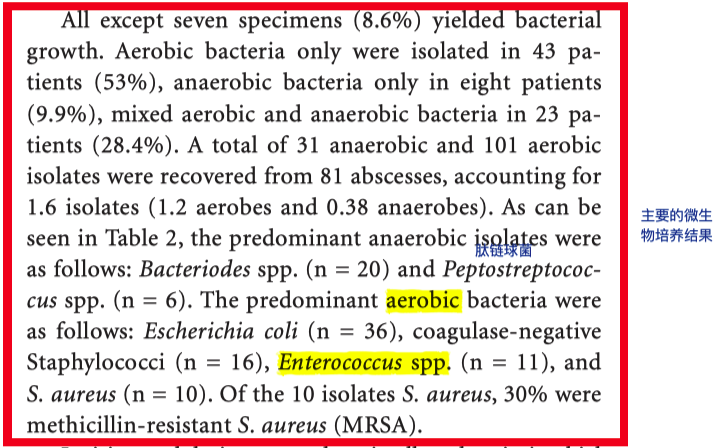 All except seven specimens (8.6%) yielded bacterial
growth. Aerobic bacteria only were isolated in 43 pa-
tients (53%), anaerobic bacteria only in eight patients
(9.9%), mixed aerobic and anaerobic bacteria in 23 pa-
tients (28.4%). A total of 31 anaerobic and 101 aerobic
isolates were recovered from 81 abscesses, accounting for
1.6 isolates (1.2 aerobes and 0.38 anaerobes). As can be
seen in Table 2, the predominant anaerobic isolates were
肽链球菌
as follows: Bacteriodes spp. (n = 20) and Peptostreptococ-
cus spp. (n = 6). The predominant aerobic bacteria were
as follows: Escherichia coli (n = 36), coagulase-negative
Staphylococci (n = 16), Enterococcus spp. (n = 11), and
S. aureus (n = 10). Of the 10 isolates S. aureus, 30% were
methicillin-resistant S. aureus (MRSA).
主要的微生
物培养结果